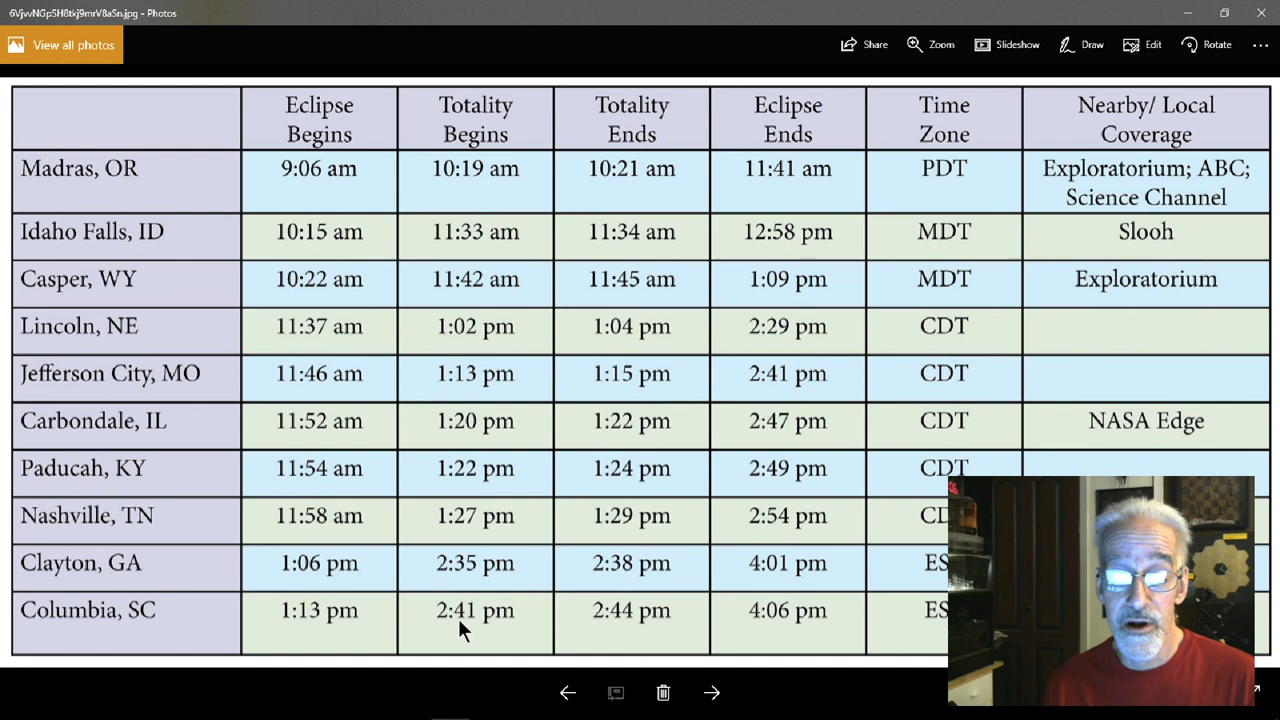 6VjvvNGpSH8tkj9mrV8aSn.jpg - Photos
View all photos
Share Zoom Slideshow Draw Edit Rotate
Eclipse Begins Totality Begins Totality Ends Eclipse Ends Time Zone Nearby/ Local Coverage
Madras, OR 9:06 am 10:19 am 10:21 am 11:41 am PDT Exploratorium; ABC; Science Channel
Idaho Falls, ID 10:15 am 11:33 am 11:34 am 12:58 pm MDT Slooh
Casper, WY 10:22 am 11:42 am 11:45 am 1:09 pm MDT Exploratorium
Lincoln, NE 11:37 am 1:02 pm 1:04 pm 2:29 pm CDT
Jefferson City, MO 11:46 am 1:13 pm 1:15 pm 2:41 pm CDT
Carbondale, IL 11:52 am 1:20 pm 1:22 pm 2:47 pm CDT NASA Edge
Paducah, KY 11:54 am 1:22 pm 1:24 pm 2:49 pm CDT
Nashville, TN 11:58 am 1:27 pm 1:29 pm 2:54 pm CD
Clayton, GA 1:06 pm 2:35 pm 2:38 pm 4:01 pm ES
Columbia, SC 1:13 pm 2:41 pm 2:44 pm 4:06 pm ES